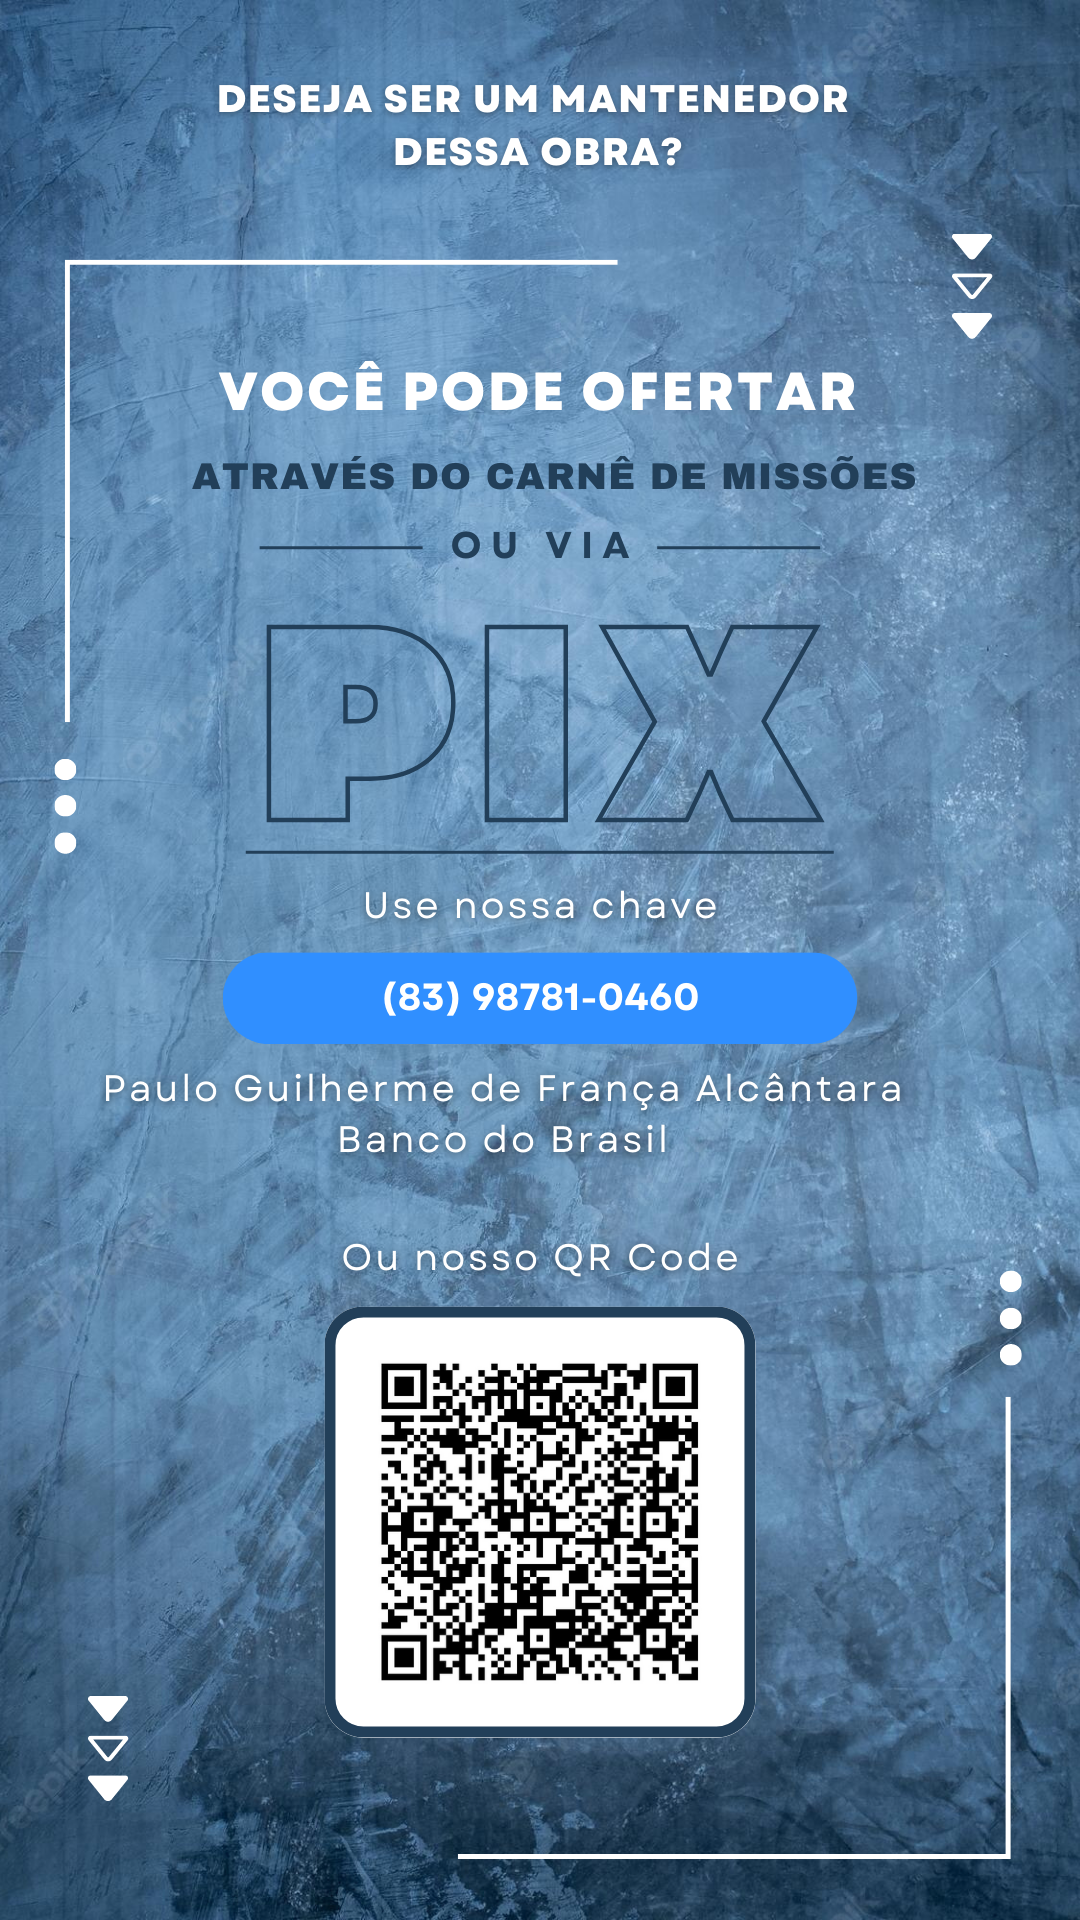 DESEJA SER UM MANTENEDOR
DESSA OBRA?
VOCÊ PODE OFERTAR
ATRAVÉS DO CARNÊ DE MISSÕES
OU VIA
PIX
Use nossa chave
(83) 98781-0460
Paulo Guilherme de França Alcântara
Banco do Brasil
Ou nosso QR Code